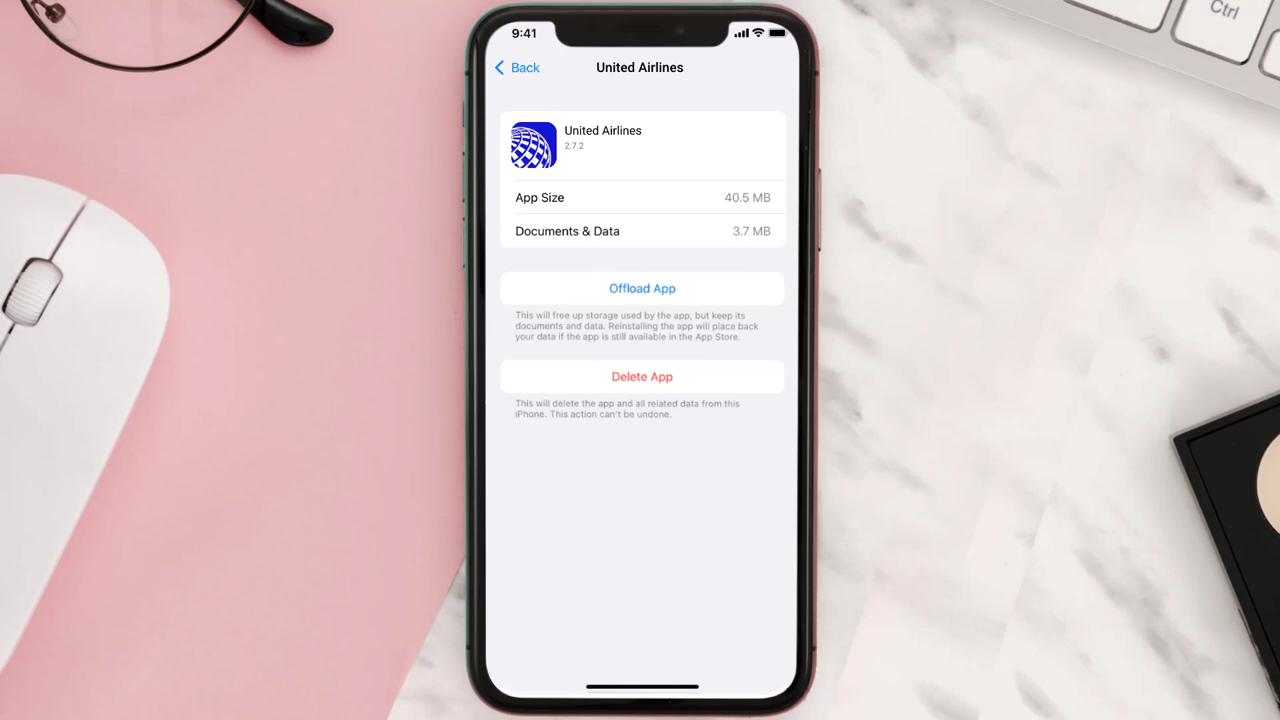 Ctrl
9:41
Back
United Airlines
United Airlines
2.7.2
App Size 40.5 MB
Documents & Data 3.7 MB
Offload App
This will free up storage used by the app, but keep its
documents and data. Reinstalling the app will place back
your data if the app is still available in the App Store.
Delete App
This will delete the app and all related data from this
iPhone. This action can't be undone.